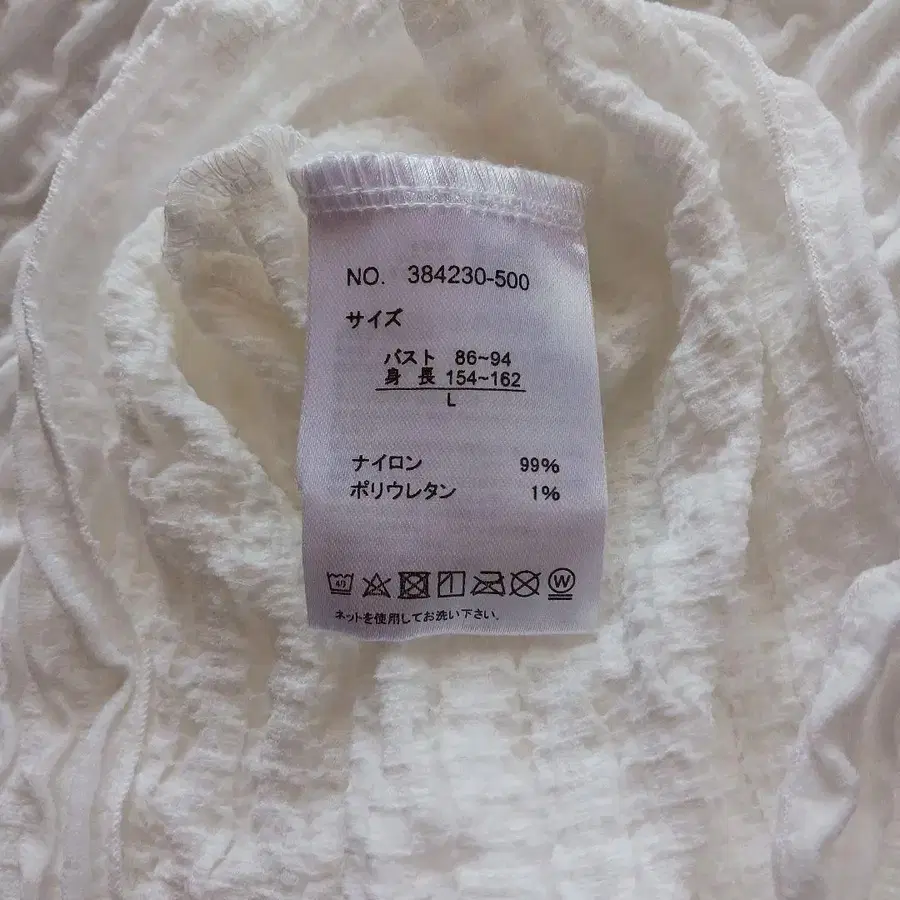 NO. 384230-500
サイズ
バスト 86~94
身長 154~162
L
ナイロン 99%
ポリウレタン 1%
40 W
ネットを使用してお洗い下さい。